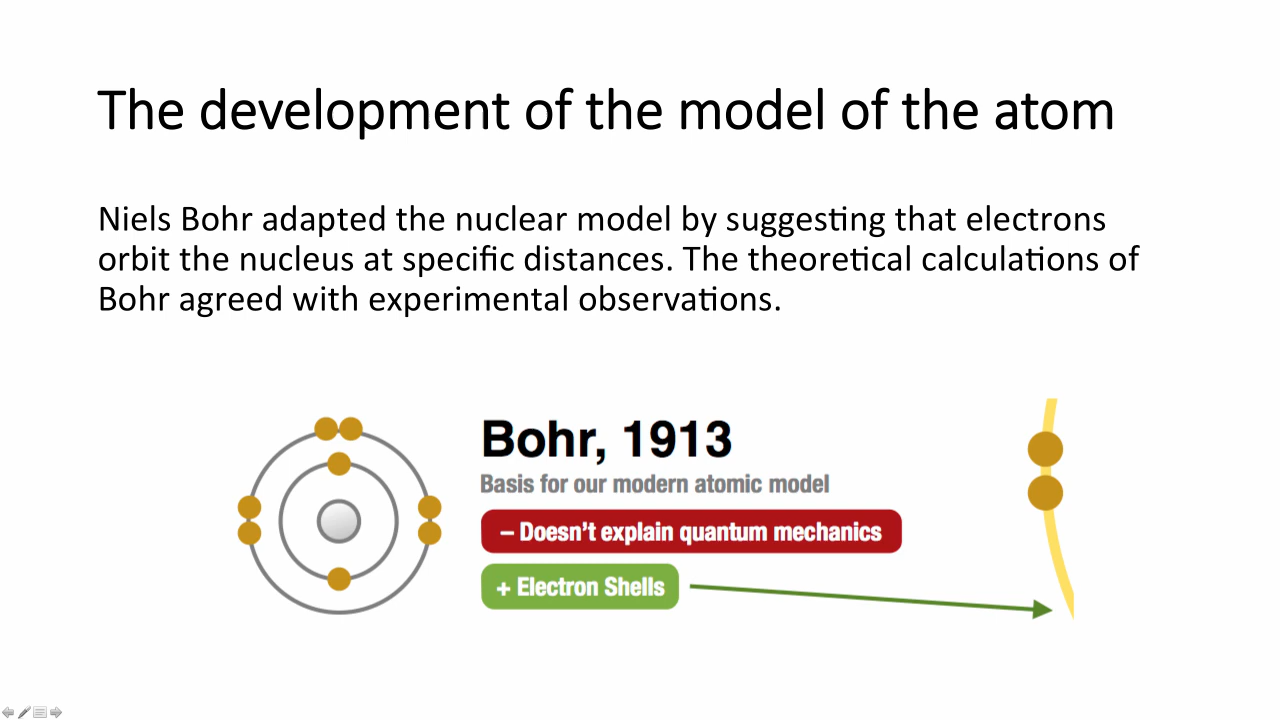 The development of the model of the atom
Niels Bohr adapted the nuclear model by suggesting that electrons
orbit the nucleus at specific distances. The theoretical calculations of
Bohr agreed with experimental observations.
Bohr, 1913
Basis for our modern atomic model
– Doesn’t explain quantum mechanics
+ Electron Shells